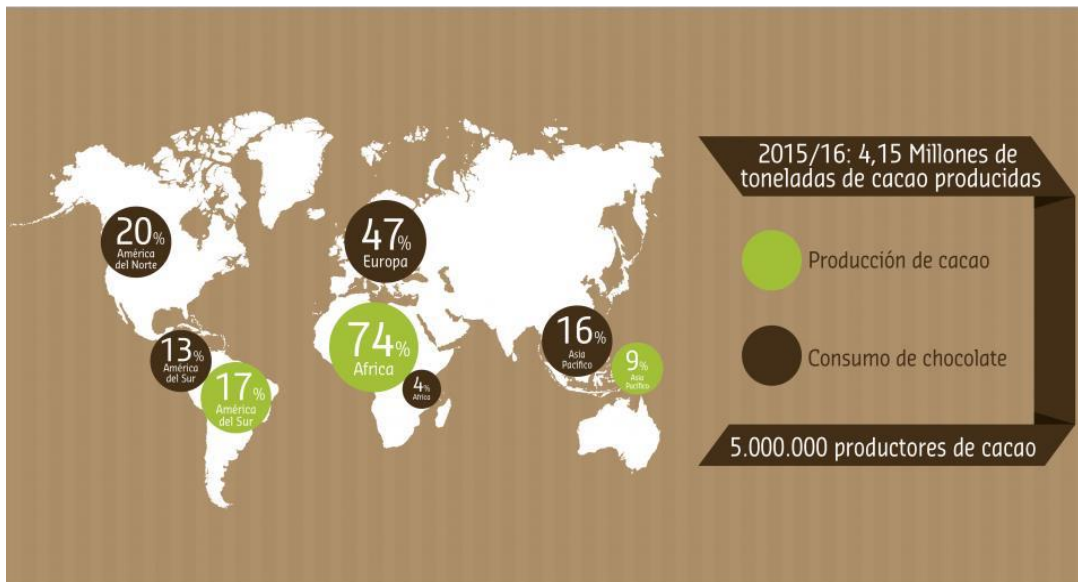 20%
América
del Norte
47%
Europa
74%
Africa
4%
Africa
13%
América
del Sur
17%
América
del Sur
16%
Asia
Pacífico
9%
Asia
Pacífico
2015/16: 4,15 Millones de
toneladas de cacao producidas
Producción de cacao
Consumo de chocolate
5.000.000 productores de cacao